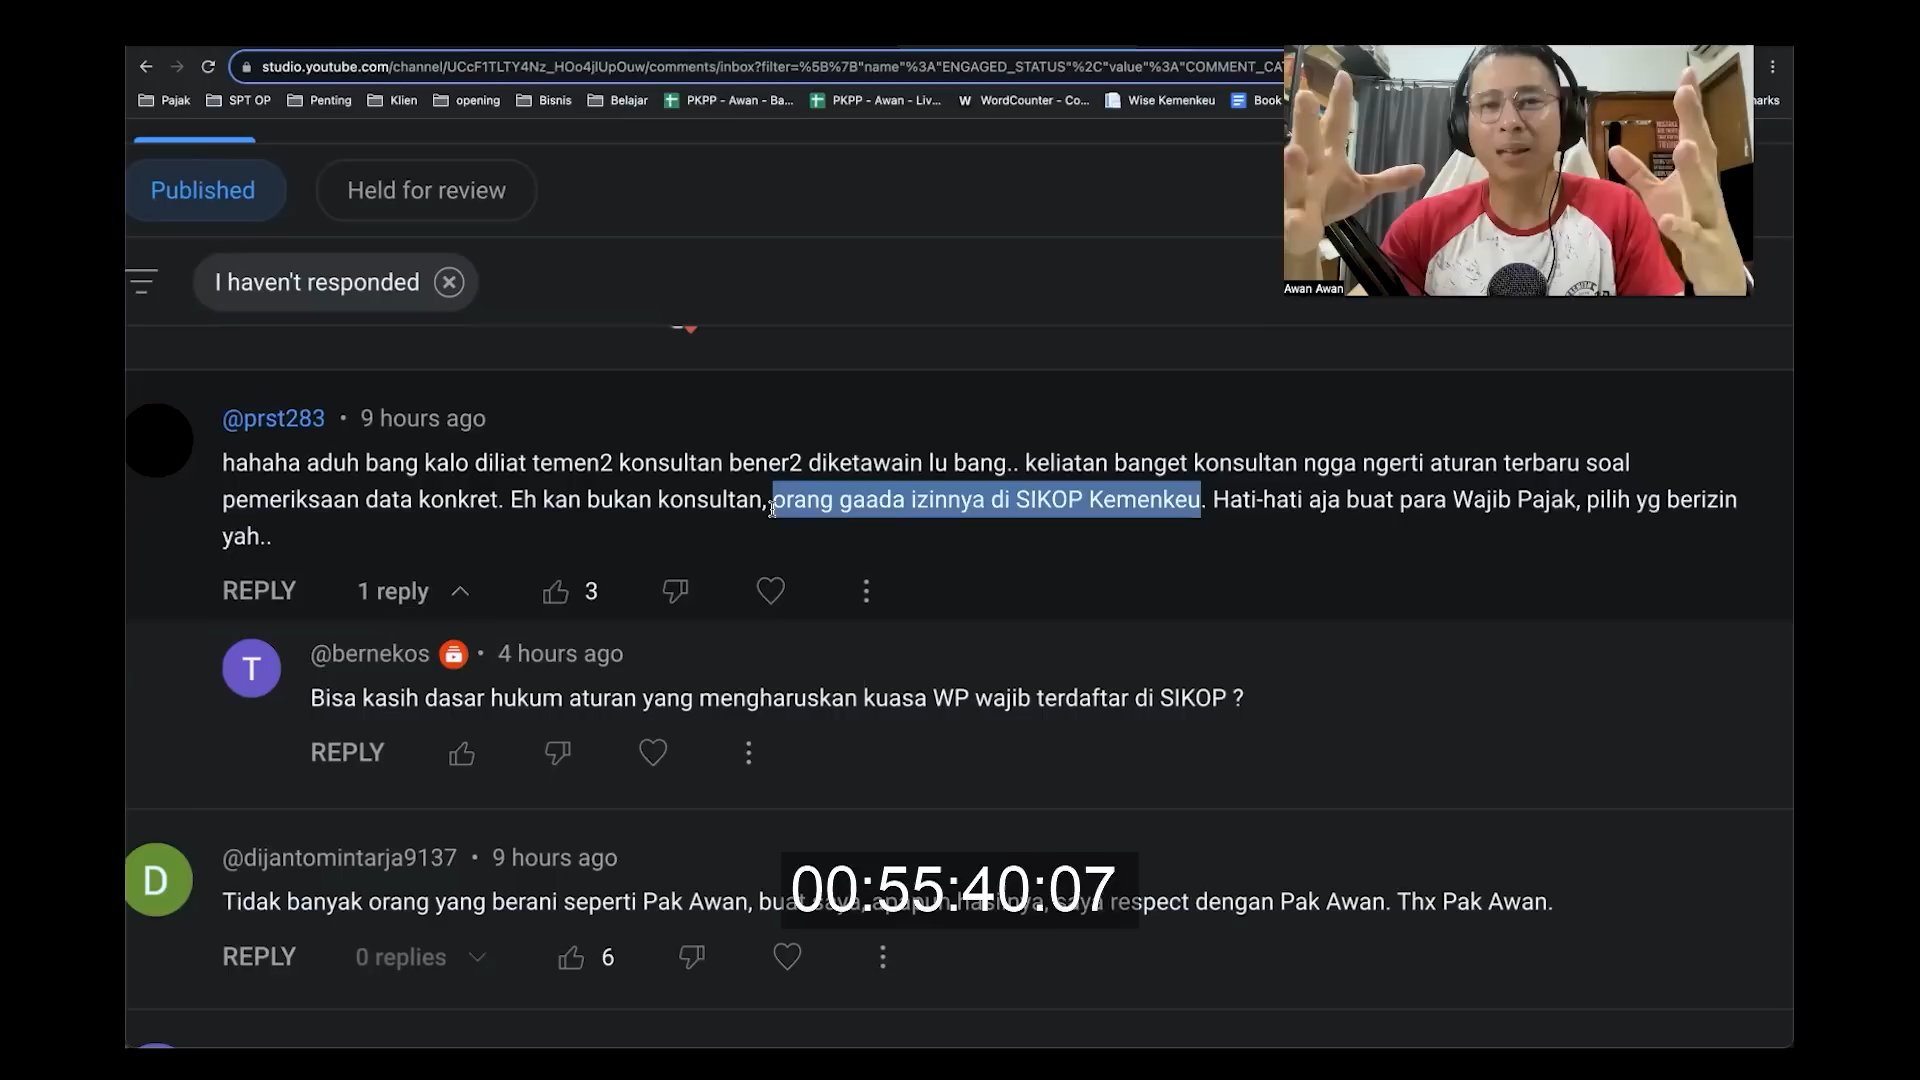 studio.youtube.com/channel/UCcF1TLTY4Nz_HOo4jlUpOuw/comments/inbox?filter=%5B%7B"name"%3A"ENGAGED_STATUS"%2C"value"%3A"COMMENT_CA
Pajak SPT OP Penting Klien opening Bisnis Belajar PKPP - Awan - Ba... PKPP - Awan - Liv... WordCounter - Co... Wise Kemenkeu Book arks
Published
Held for review
I haven't responded
Awan Awan
@prst283 • 9 hours ago
hahaha aduh bang kalo diliat temen2 konsultan bener2 diketawain lu bang.. keliatan banget konsultan ngga ngerti aturan terbaru soal
pemeriksaan data konkret. Eh kan bukan konsultan, orang gaada izinnya di SIKOP Kemenkeu. Hati-hati aja buat para Wajib Pajak, pilih yg berizin
yah..
REPLY 1 reply 3
T
@bernekos • 4 hours ago
Bisa kasih dasar hukum aturan yang mengharuskan kuasa WP wajib terdaftar di SIKOP ?
REPLY
D
@dijantomintarja9137 • 9 hours ago
00:55:40:07
Tidak banyak orang yang berani seperti Pak Awan, buat saya, apapun hasilnya, saya respect dengan Pak Awan. Thx Pak Awan.
REPLY 0 replies 6